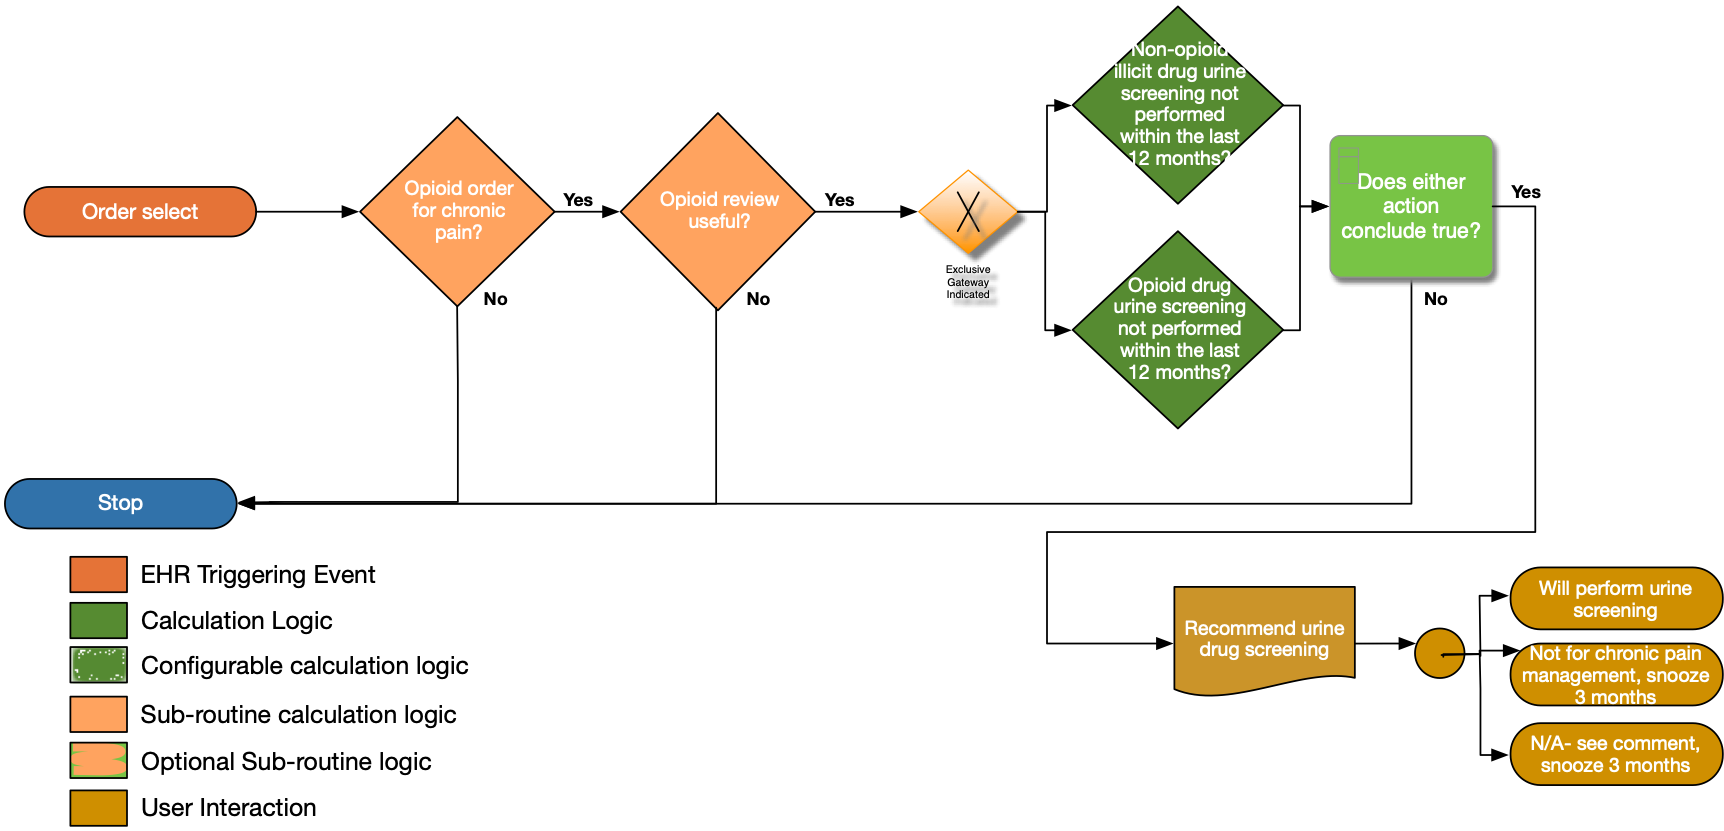 Order select
Opioid order
for chronic
pain?
Yes
No
Opioid review
useful?
Yes
No
Exclusive
Gateway
Indicated
Non-opioid
illicit drug urine
screening not
performed
within the last
12 months?
Opioid drug
urine screening
not performed
within the last
12 months?
Does either
action
conclude true?
Yes
No
Stop
Recommend urine
drug screening
Will perform urine
screening
Not for chronic pain
management, snooze
3 months
N/A- see comment,
snooze 3 months
EHR Triggering Event
Calculation Logic
Configurable calculation logic
Sub-routine calculation logic
Optional Sub-routine logic
User Interaction